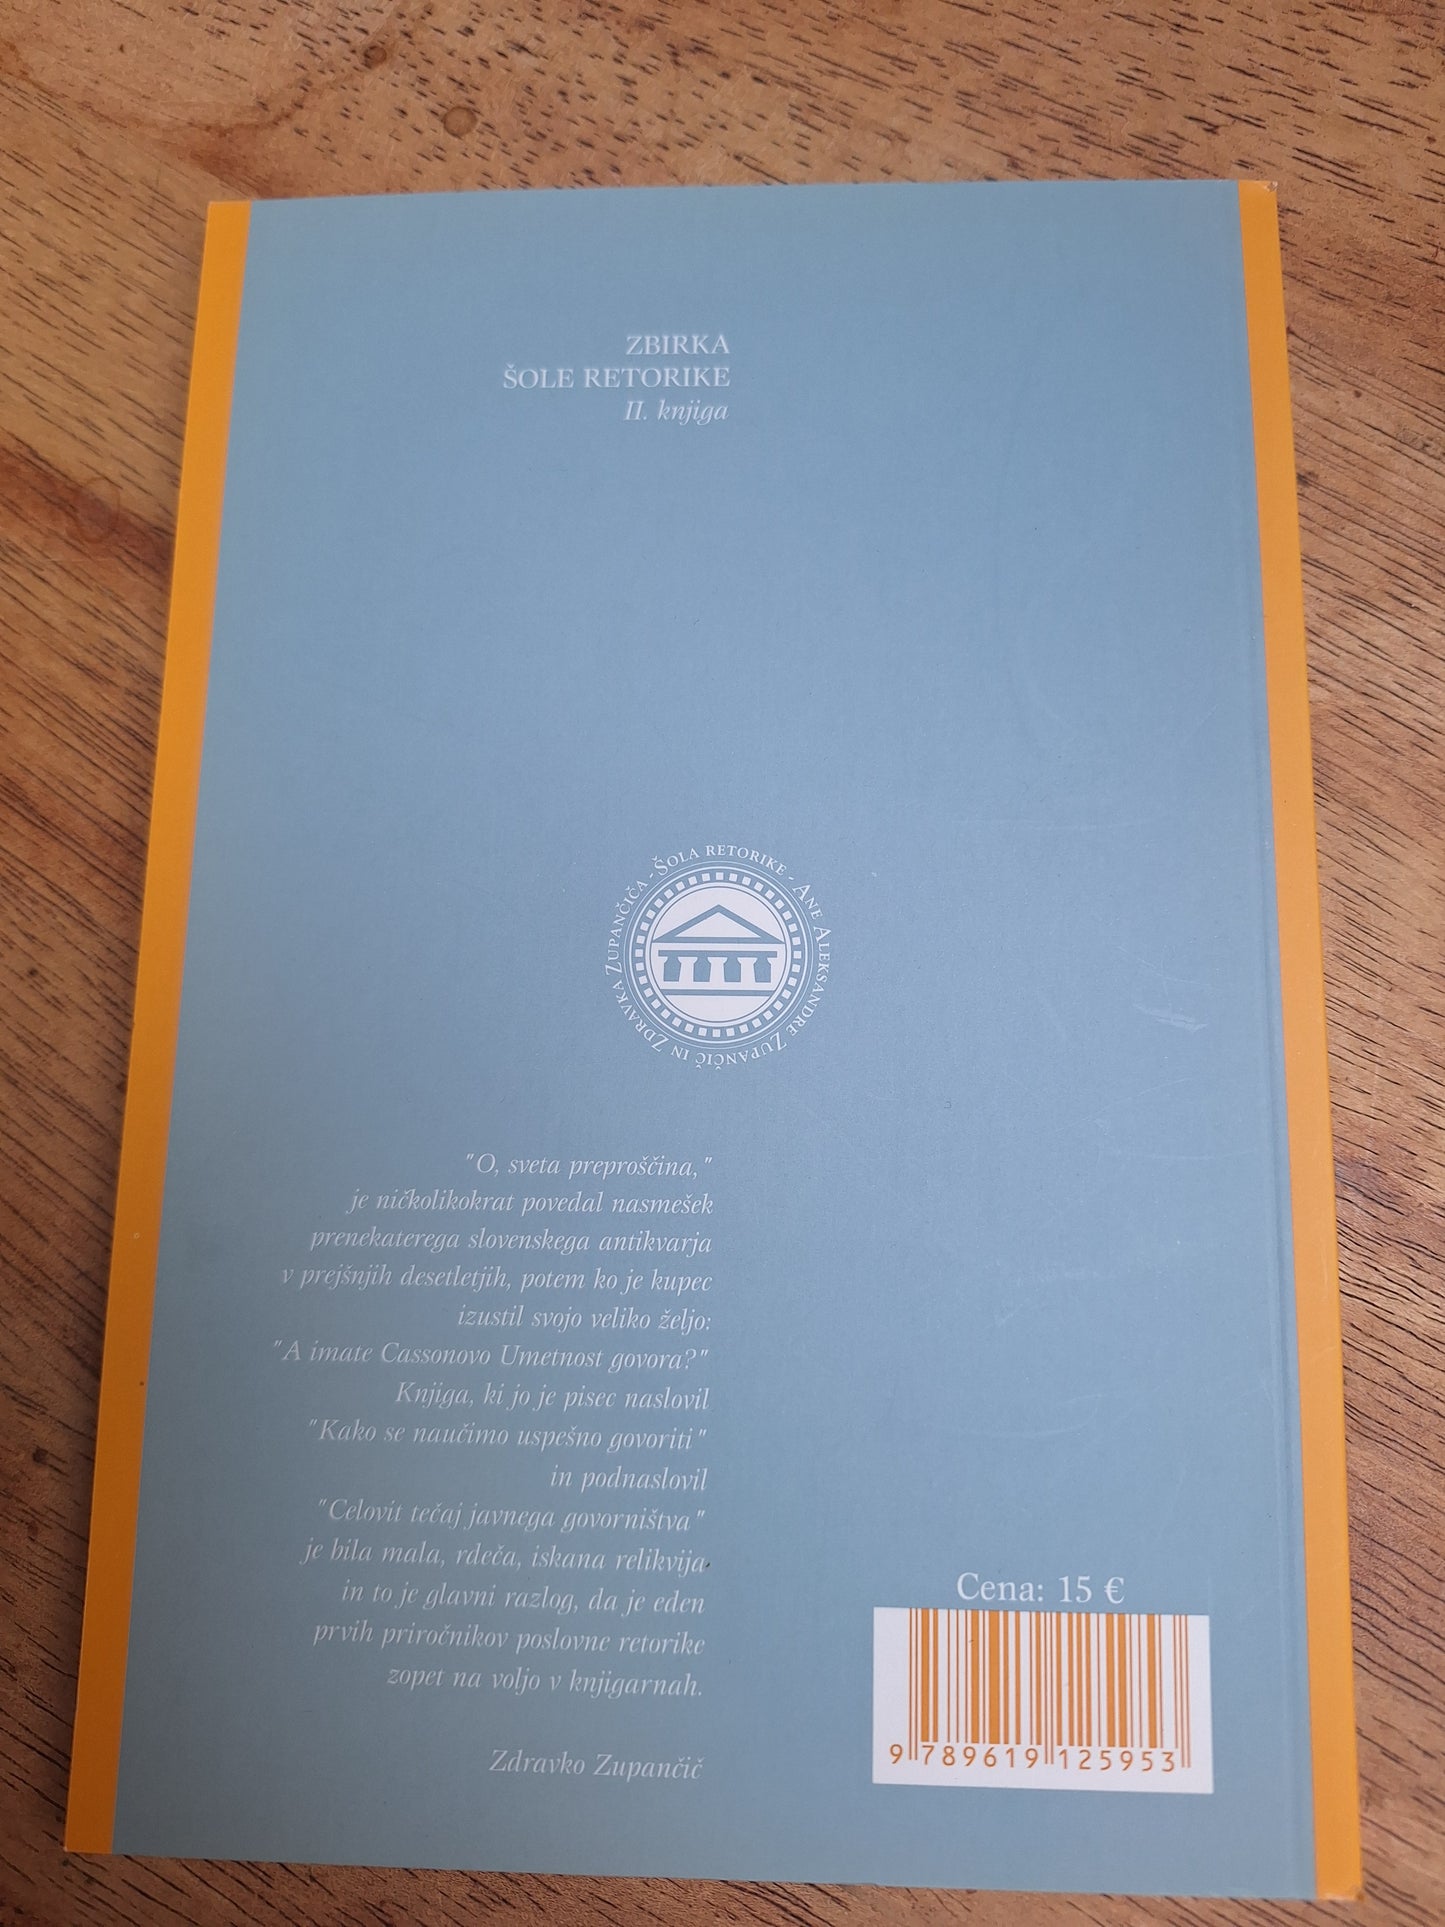 ZBIRKA
ŠOLE RETORIKE
II. knjiga
ŠOLA RETORIKE - ANE ALEKSANDRE ZUPANČIČ IN ZDRAVKA ZUPANČIČA -
"O, sveta preproščina,"
je ničkolikokrat povedal nasmešek
prenekaterega slovenskega antikvarja
v prejšnjih desetletjih, potem ko je kupec
izustil svojo veliko željo:
"A imate Cassonovo Umetnost govora?"
Knjiga, ki jo je pisec naslovil
"Kako se naučimo uspešno govoriti"
in podnaslovil
"Celovit tečaj javnega govorništva"
je bila mala, rdeča, iskana relikvija
in to je glavni razlog, da je eden
prvih priročnikov poslovne retorike
zopet na voljo v knjigarnah.
Zdravko Zupančič
Cena: 15 €
9 789619 125953